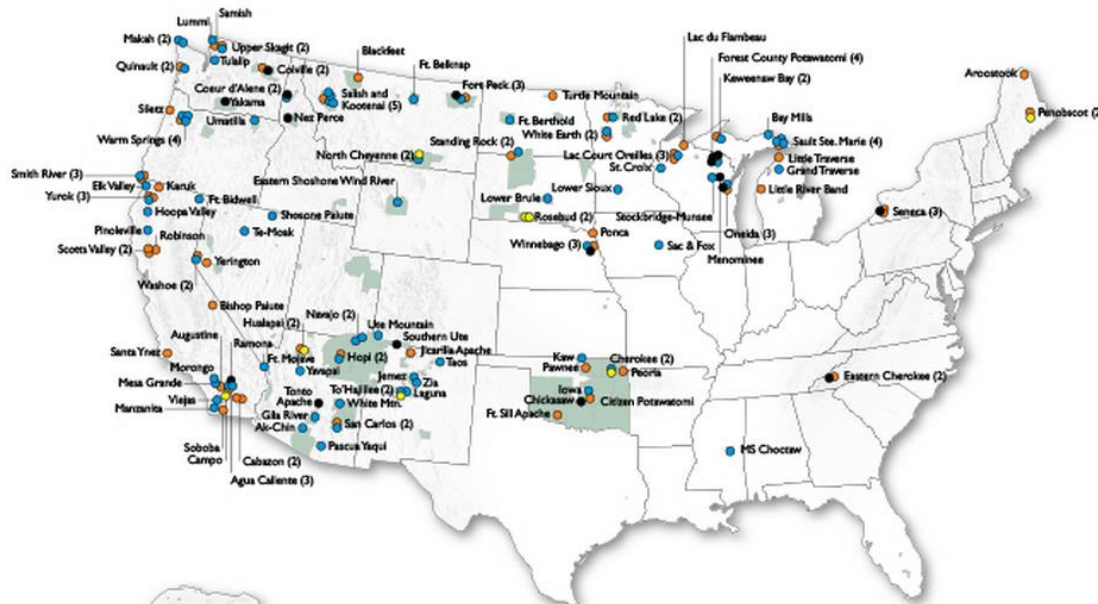 Samish
Lummi
Makah (2)
Upper Skagit (2)
Tulalip
Quinault (2)
Colville (2)
Coeur d'Alene (2)
Yakama
Siletz
Umatilla
Nez Perce
Warm Springs (4)
Blackfeet
Ft. Belknap
Salish and
Kootenai (5)
Fort Peck (3)
Turtle Mountain
Ft. Berthold
Red Lake (2)
White Earth (2)
Standing Rock (2)
North Cheyenne (2)
Lac du Flambeau
Forest County Potawatomi (4)
Keweenaw Bay (2)
Bay Mills
Sault Ste. Marie (4)
Little Traverse
Grand Traverse
Little River Band
Lac Court Oreilles (3)
St. Croix
Aroostook
Penobscot (2
Smith River (3)
Elk Valley
Karuk
Yurok (3)
Hoopa Valley
Ft. Bidwell
Eastern Shoshone Wind River
Shosone Paiute
Lower Sioux
Lower Brule
Rosebud (2)
Stockbridge-Munsee
Oneida (3)
Menominee
Seneca (3)
Pinoleville
Robinson
Te-Moak
Scotts Valley (2)
Yerington
Washoe (2)
Ponca
Winnebago (3)
Sac & Fox
Bishop Paiute
Navajo (2)
Hualapai (2)
Ute Mountain
Augustine
Ramona
Southern Ute
Santa Ynez
Ft. Mojave
Hopi (2)
Jicarilla Apache
Taos
Morongo
Yavapai
Mesa Grande
Jemez
Zia
Tonto
Apache
To'Hajiilee (2)
Laguna
Viejas
White Mtn.
Manzanita
Gila River
San Carlos (2)
Ak-Chin
Pascua Yaqui
Soboba
Campo
Cabazon (2)
Agua Caliente (3)
Kaw
Cherokee (2)
Pawnee
Peoria
Iowa
Chickasaw
Citizen Potawatomi
Ft. Sill Apache
Eastern Cherokee (2)
MS Choctaw